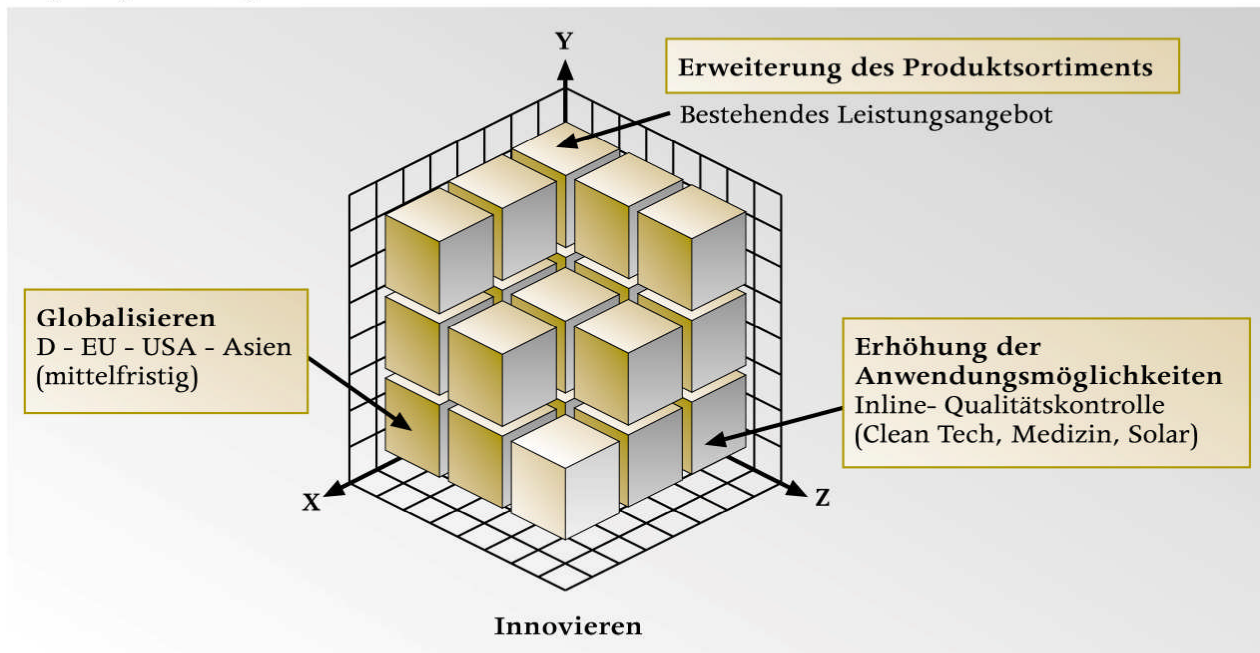 Y
Erweiterung des Produktsortiments
Bestehendes Leistungsangebot
Globalisieren
D - EU - USA - Asien
(mittelfristig)
Erhöhung der
Anwendungsmöglichkeiten
Inline- Qualitätskontrolle
(Clean Tech, Medizin, Solar)
X
Z
Innovieren